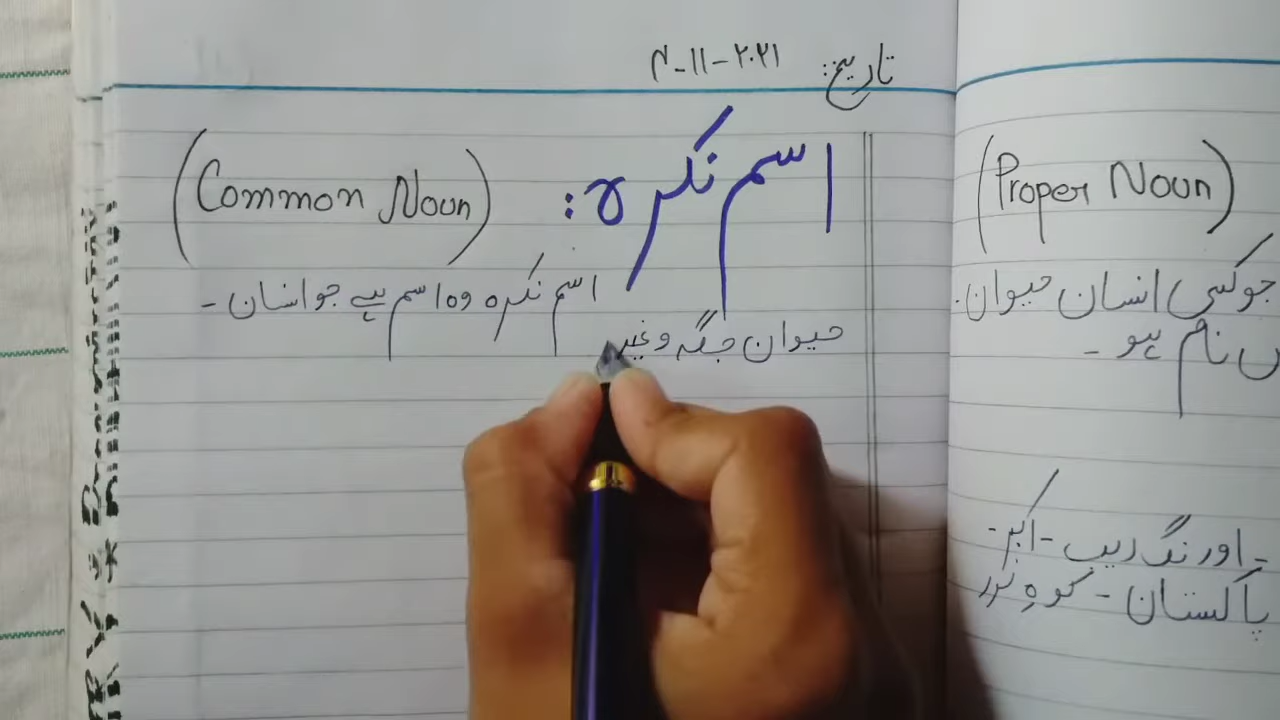 تاریخ: ۴-۱۱-۲۰۲۱
اسم نکرہ: (Common Noun)
اسم نکرہ وہ اسم ہے جو انسان -
حیوان جگہ وغیر
(Proper Noun)
جو کسی انسان حیوان.
نام ہو -
- اورنگ زیب - اکبر -
پاکستان - کوہِ نور